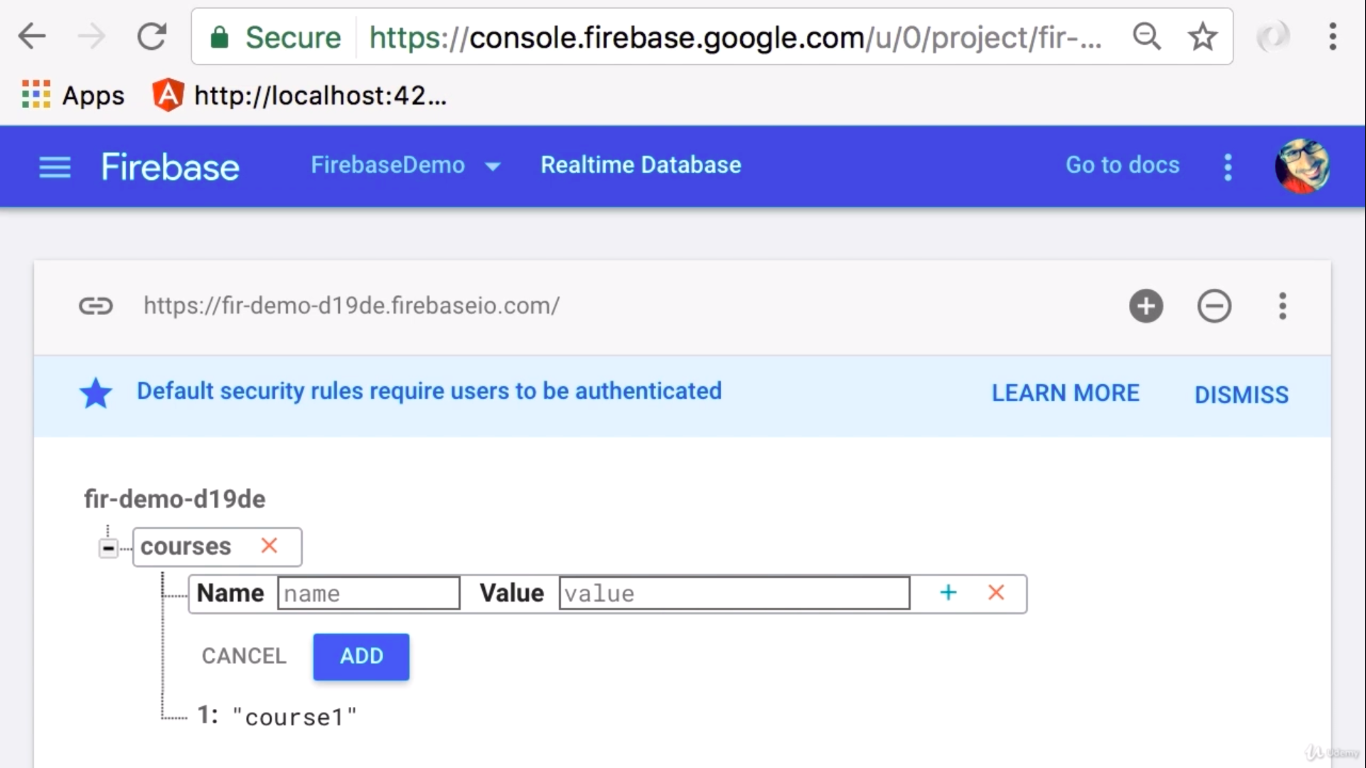 Secure https://console.firebase.google.com/u/0/project/fir-...
Apps http://localhost:42...
Firebase FirebaseDemo Realtime Database Go to docs
https://fir-demo-d19de.firebaseio.com/
Default security rules require users to be authenticated LEARN MORE DISMISS
fir-demo-d19de
courses
Name name Value value
CANCEL ADD
1: "course1"
Udemy